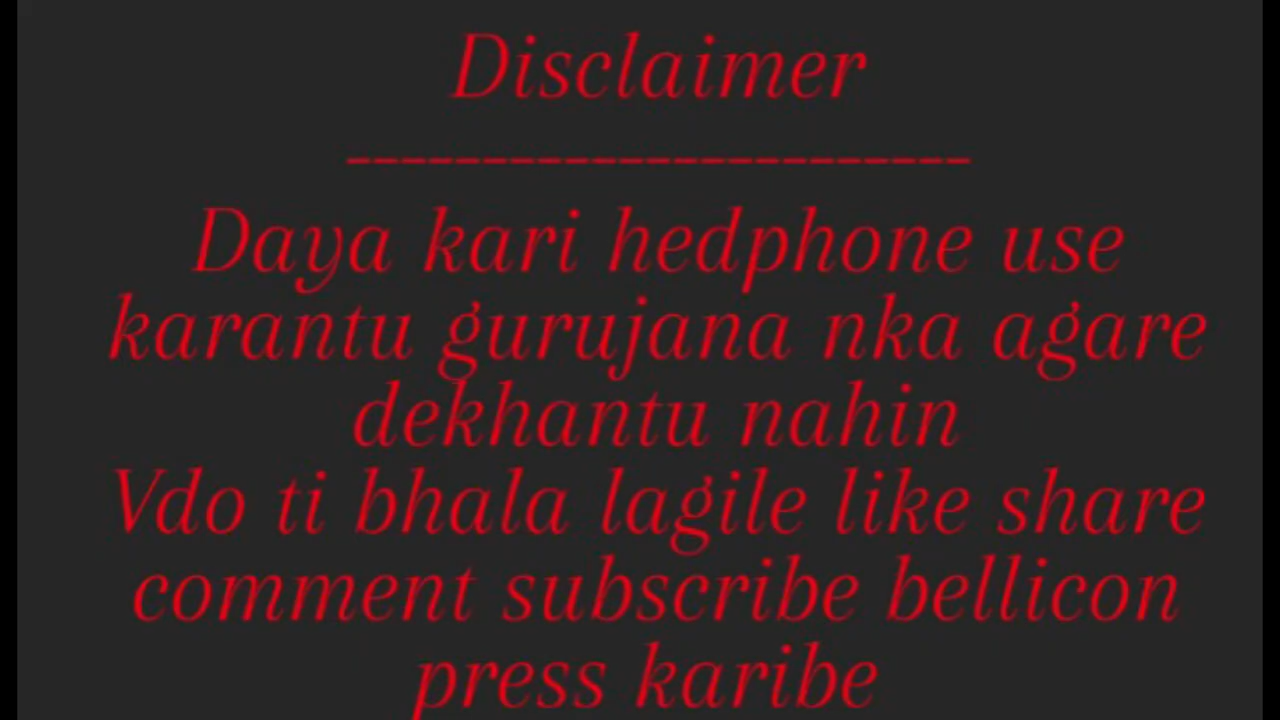 Disclaimer
-----------------------
Daya kari hedphone use
karantu gurujana nka agare
dekhantu nahin
Vdo ti bhala lagile like share
comment subscribe bellicon
press karibe